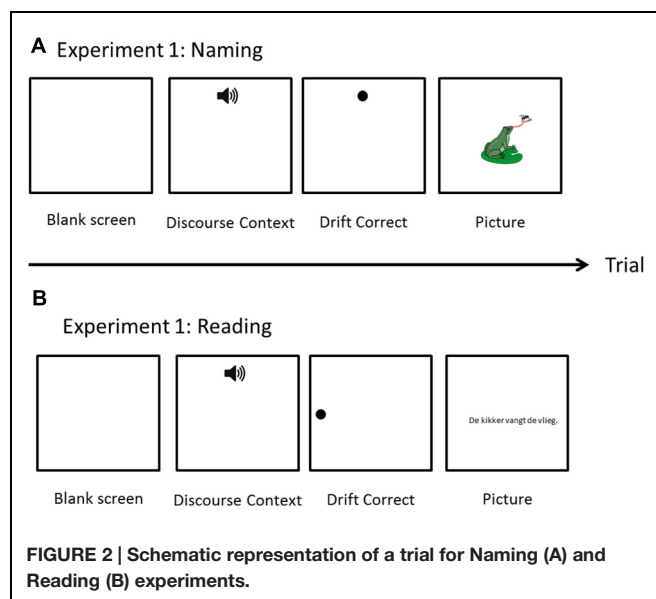 A Experiment 1: Naming
Blank screen Discourse Context Drift Correct Picture
Trial
B
Experiment 1: Reading
De kikker vangt de vlieg.
Blank screen Discourse Context Drift Correct Picture
FIGURE 2 | Schematic representation of a trial for Naming (A) and
Reading (B) experiments.